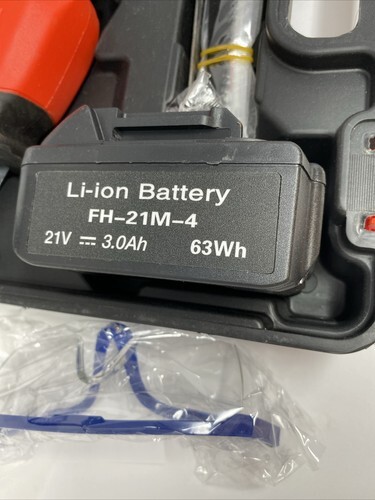 Li-ion Battery
FH-21M-4
21V ⎓ 3.0Ah 63Wh